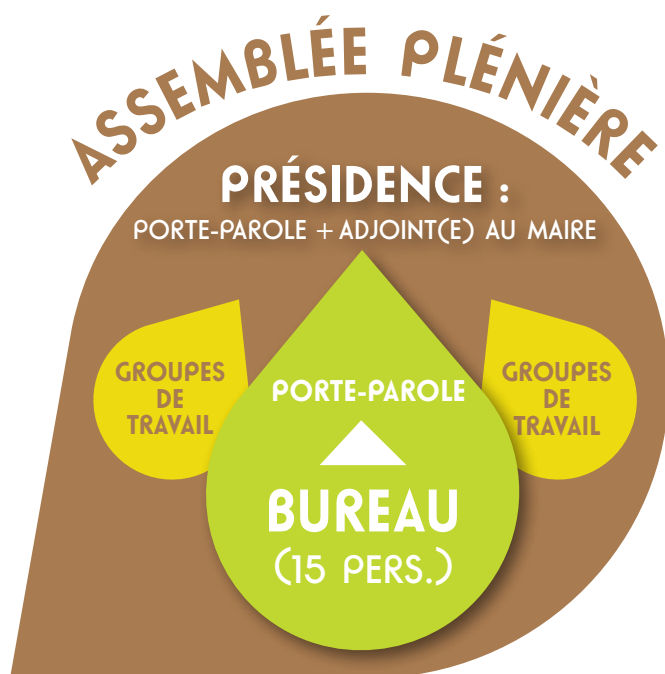 ASSEMBLÉE PLÉNIÈRE
PRÉSIDENCE :
PORTE-PAROLE + ADJOINT(E) AU MAIRE
GROUPES
DE
TRAVAIL
PORTE-PAROLE
BUREAU
(15 PERS.)
GROUPES
DE
TRAVAIL